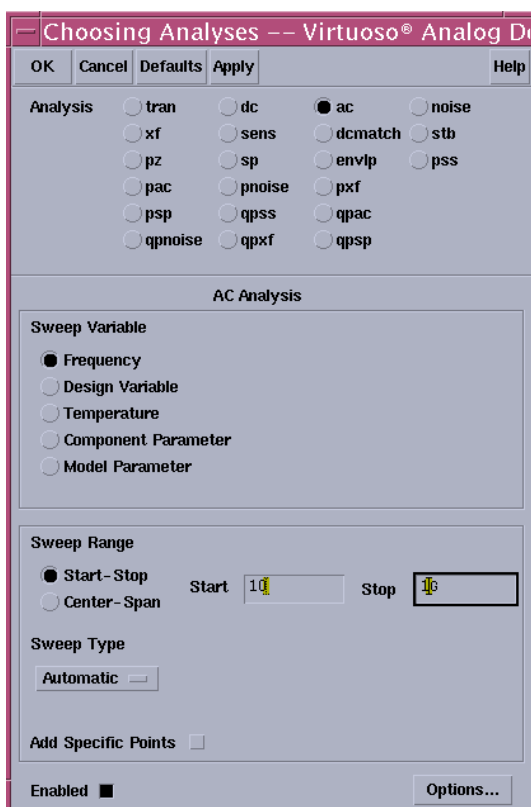 Choosing Analyses -- Virtuoso® Analog De
OK Cancel Defaults Apply Help
Analysis tran dc ac noise
xf sens dcmatch stb
pz sp envlp pss
pac pnoise pxf
psp qpss qpac
qpnoise qpxf qpsp
AC Analysis
Sweep Variable
Frequency
Design Variable
Temperature
Component Parameter
Model Parameter
Sweep Range
Start-Stop Start 10 Stop 1G
Center-Span
Sweep Type
Automatic
Add Specific Points
Enabled Options...